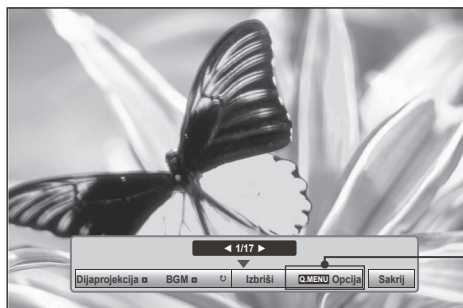 ◀ 1/17 ▶
Dijaprojekcija BGM ↻ Izbriši Q.MENU Opcija Sakrij